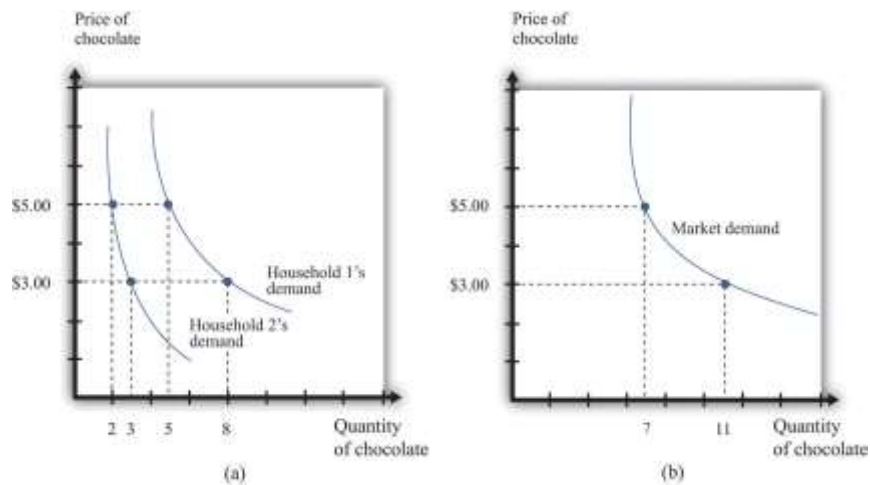 Price of
chocolate
$5.00
$3.00
Household 1's
demand
Household 2's
demand
2 3 5 8
Quantity
of chocolate
(a)
Price of
chocolate
$5.00
$3.00
Market demand
7 11
Quantity
of chocolate
(b)